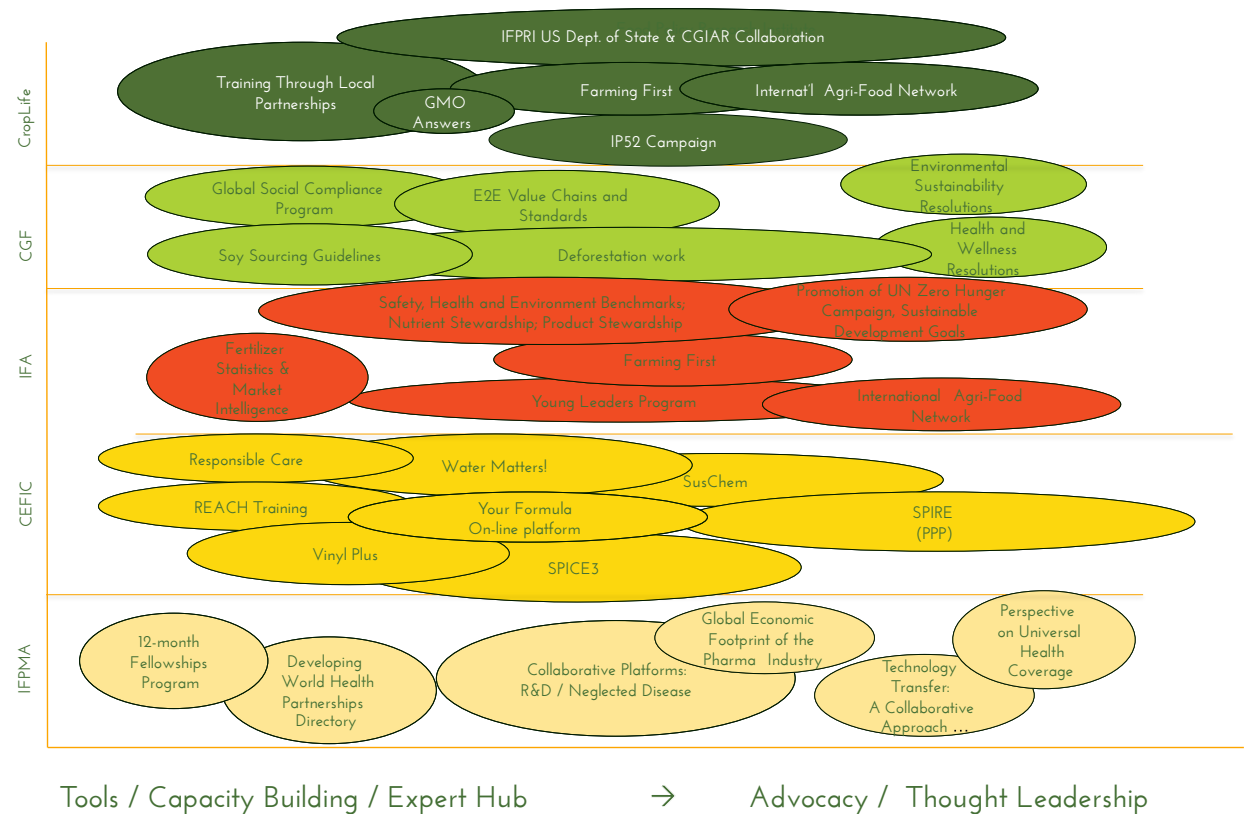 CropLife
IFPRI US Dept. of State & CGIAR Collaboration
Training Through Local
Partnerships
GMO
Answers
Farming First
Internat'l Agri-Food Network
IP52 Campaign
CGF
Global Social Compliance
Program
E2E Value Chains and
Standards
Environmental
Sustainability
Resolutions
Soy Sourcing Guidelines
Deforestation work
Health and
Wellness
Resolutions
IFA
Safety, Health and Environment Benchmarks;
Nutrient Stewardship; Product Stewardship
Promotion of UN Zero Hunger
Campaign, Sustainable
Development Goals
Fertilizer
Statistics &
Market
Intelligence
Farming First
Young Leaders Program
International Agri-Food
Network
CEFIC
Responsible Care
Water Matters!
SusChem
REACH Training
Your Formula
On-line platform
SPIRE
(PPP)
Vinyl Plus
SPICE3
IFPMA
12-month
Fellowships
Program
Developing
World Health
Partnerships
Directory
Collaborative Platforms:
R&D / Neglected Disease
Global Economic
Footprint of the
Pharma Industry
Technology
Transfer:
A Collaborative
Approach ...
Perspective
on Universal
Health
Coverage
Tools / Capacity Building / Expert Hub → Advocacy / Thought Leadership